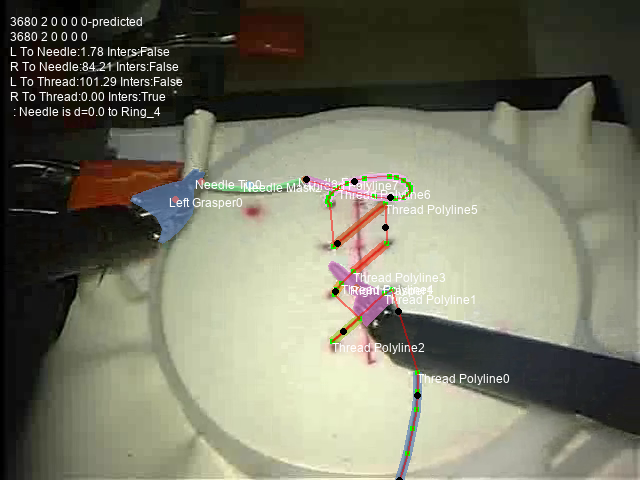 3680 2 0 0 0 0-predicted
3680 2 0 0 0 0
L To Needle:1.78 Inters:False
R To Needle:84.21 Inters:False
L To Thread:101.29 Inters:False
R To Thread:0.00 Inters:True
: Needle is d=0.0 to Ring_4
Needle Tip0
Left Grasper0
Thread Polyline5
Thread Polyline3
Thread Polyline1
Thread Polyline2
Thread Polyline0